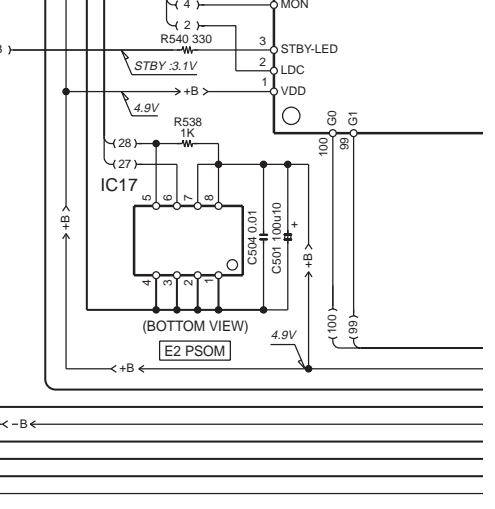 4
MON
2
R540 330
3
STBY-LED
STBY :3.1V
2
LDC
+B
1
VDD
4.9V
R538
1K
G0
G1
100
99
28
27
IC17
5
6
7
8
+B
C504 0.01
C501 100u10
+
+B
4
3
2
1
(BOTTOM VIEW)
E2 PSOM
4.9V
100
99
+B
−B